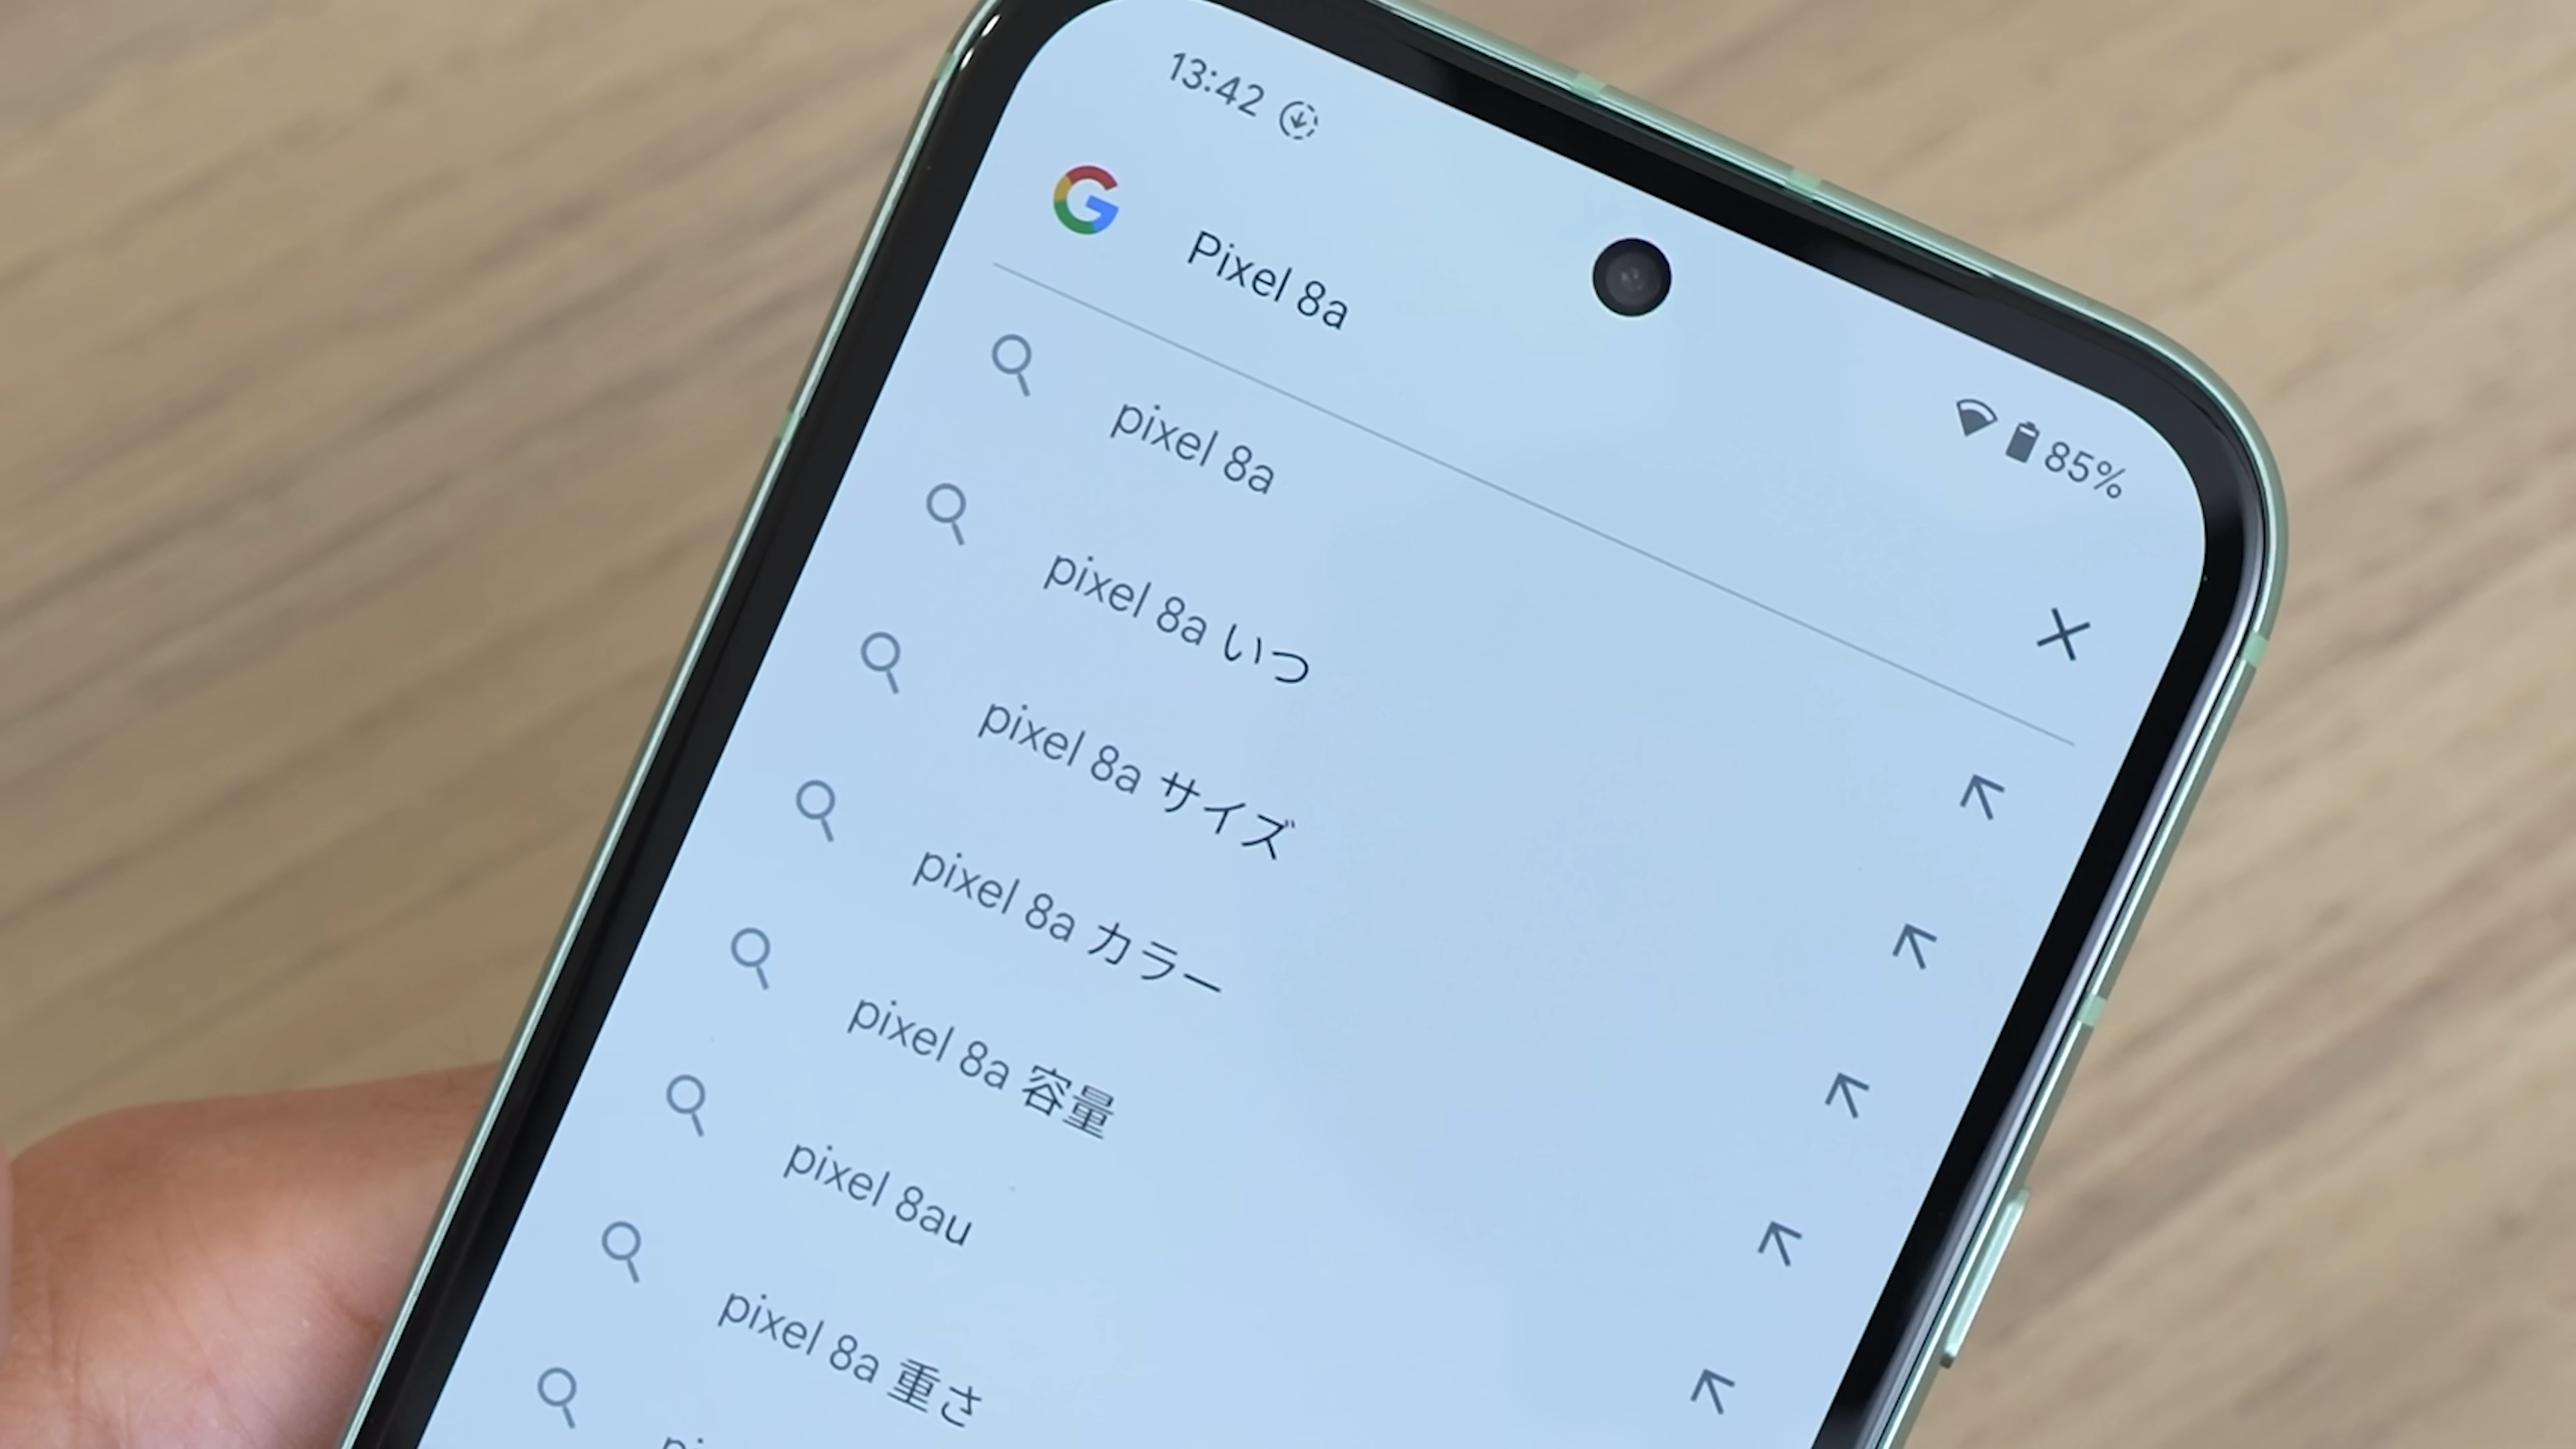 13:42
85%
Pixel 8a
pixel 8a
pixel 8a いつ
pixel 8a サイズ
pixel 8a カラー
pixel 8a 容量
pixel 8au
pixel 8a 重さ